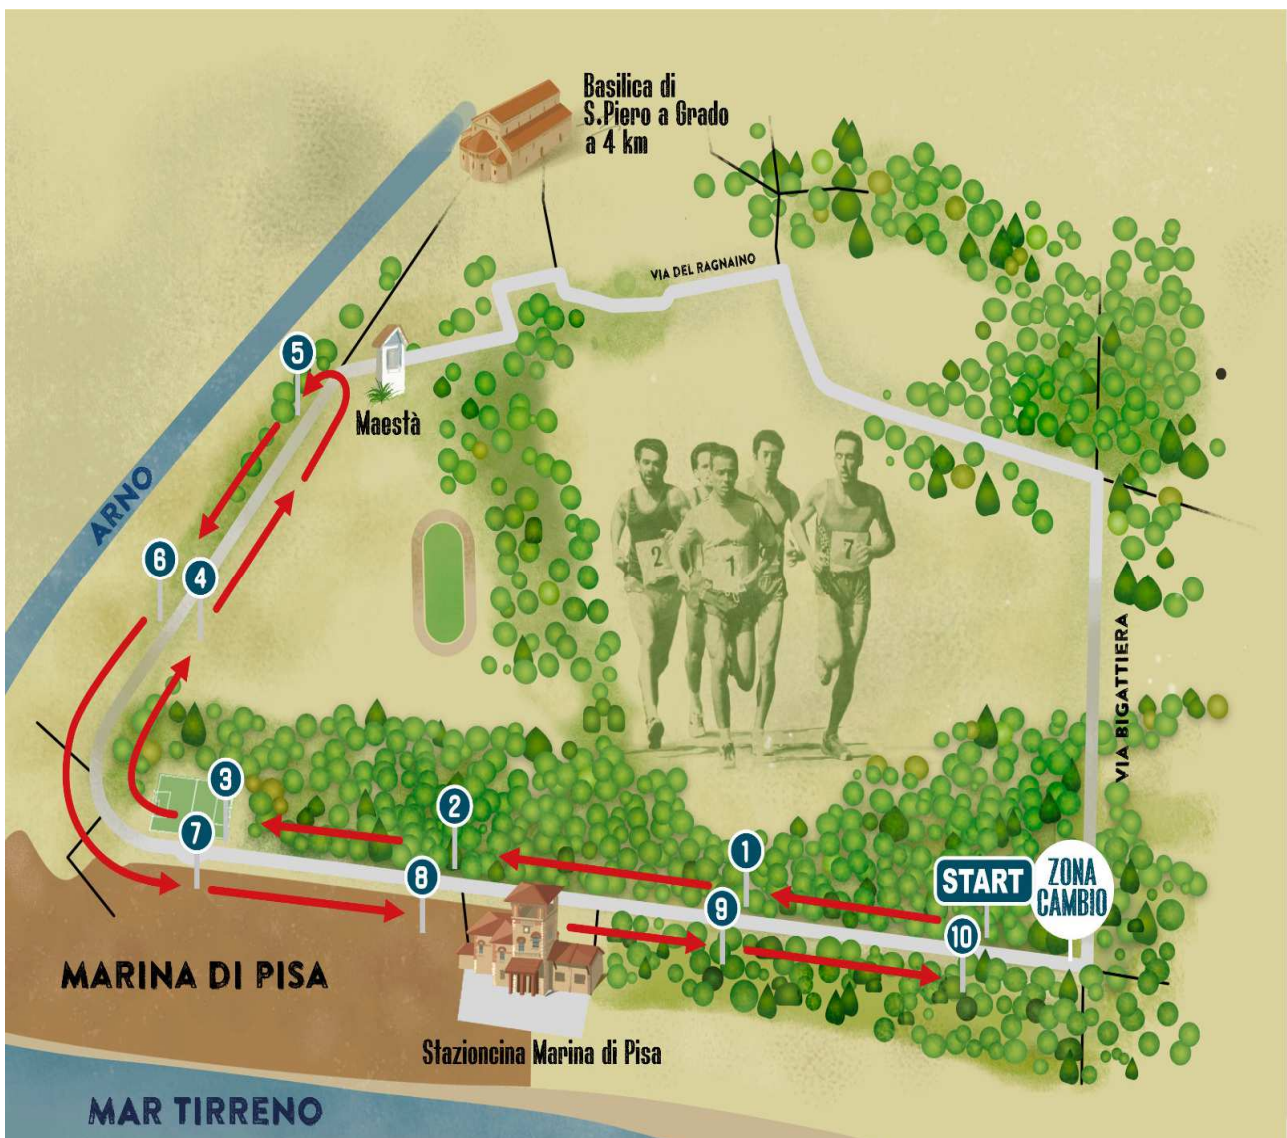 Basilica di
S.Piero a Grado
a 4 km
VIA DEL RAGNAINO
5
Maestà
ARNO
6
4
2
1
7
VIA BIGATTIERA
3
2
7
1
8
9
START
ZONA
CAMBIO
10
MARINA DI PISA
Stazioncina Marina di Pisa
MAR TIRRENO